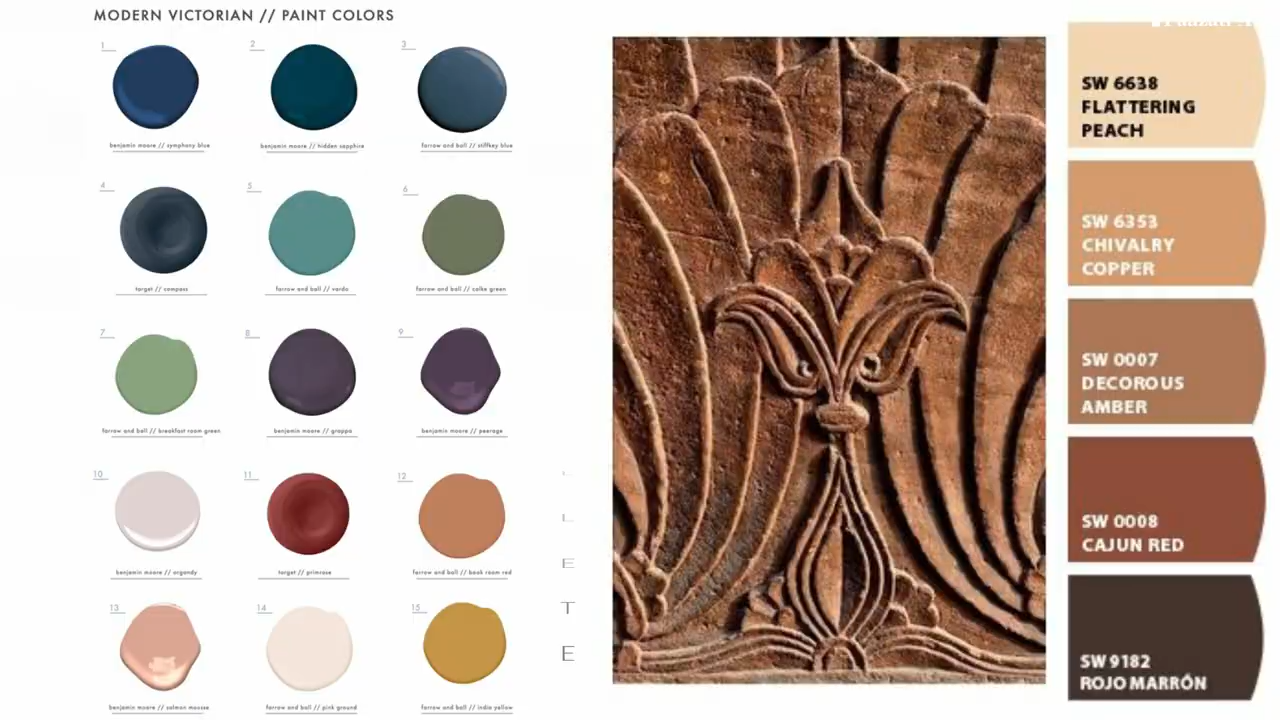 MODERN VICTORIAN // PAINT COLORS
1
2
3
benjamin moore // symphony blue
benjamin moore // hidden sapphire
farrow and ball // stiffkey blue
4
5
6
target // compass
farrow and ball // vardo
farrow and ball // calke green
7
8
9
farrow and ball // breakfast room green
benjamin moore // grappa
benjamin moore // peerage
10
11
12
benjamin moore // organdy
target // primrose
farrow and ball // book room red
13
14
15
benjamin moore // salmon mousse
farrow and ball // pink ground
farrow and ball // india yellow
L
E
T
E
SW 6638
FLATTERING
PEACH
SW 6353
CHIVALRY
COPPER
SW 0007
DECOROUS
AMBER
SW 0008
CAJUN RED
SW 9182
ROJO MARRÓN